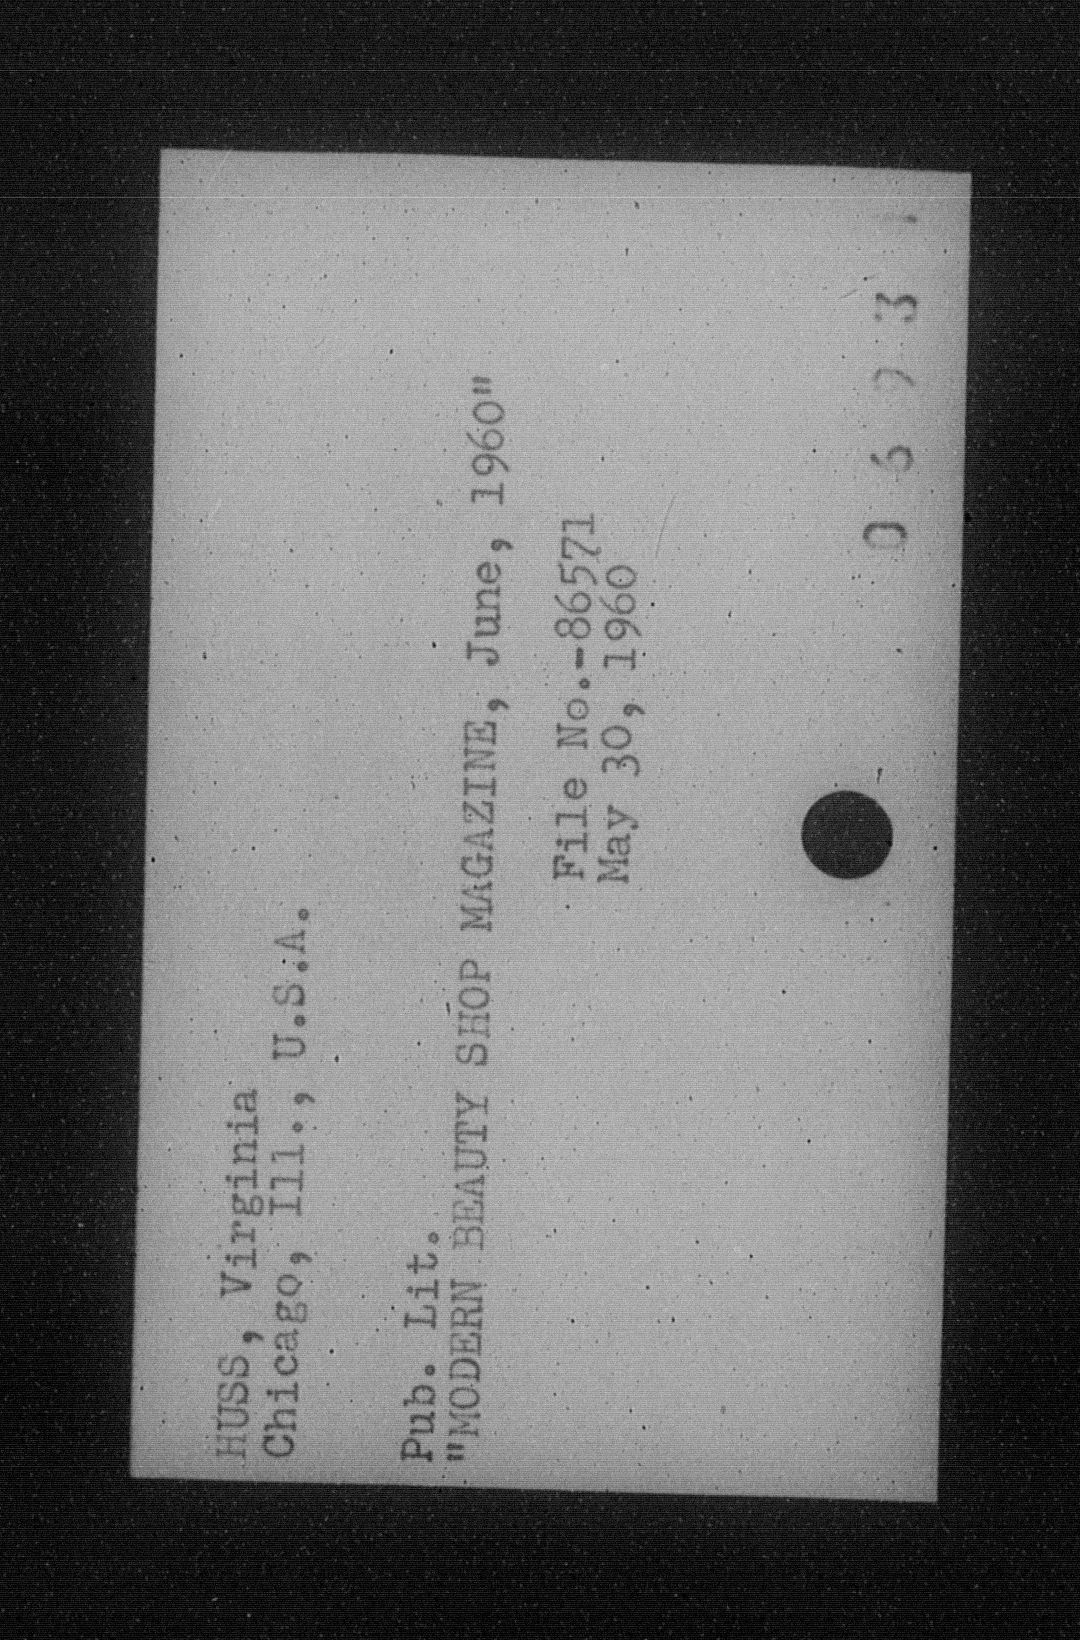 HUSS, Virginia
Chicago, Ill., U.S.A.
Pub. Lit.
"MODERN BEAUTY SHOP MAGAZINE, June, 1960"
File No.-86571
May 30, 1960